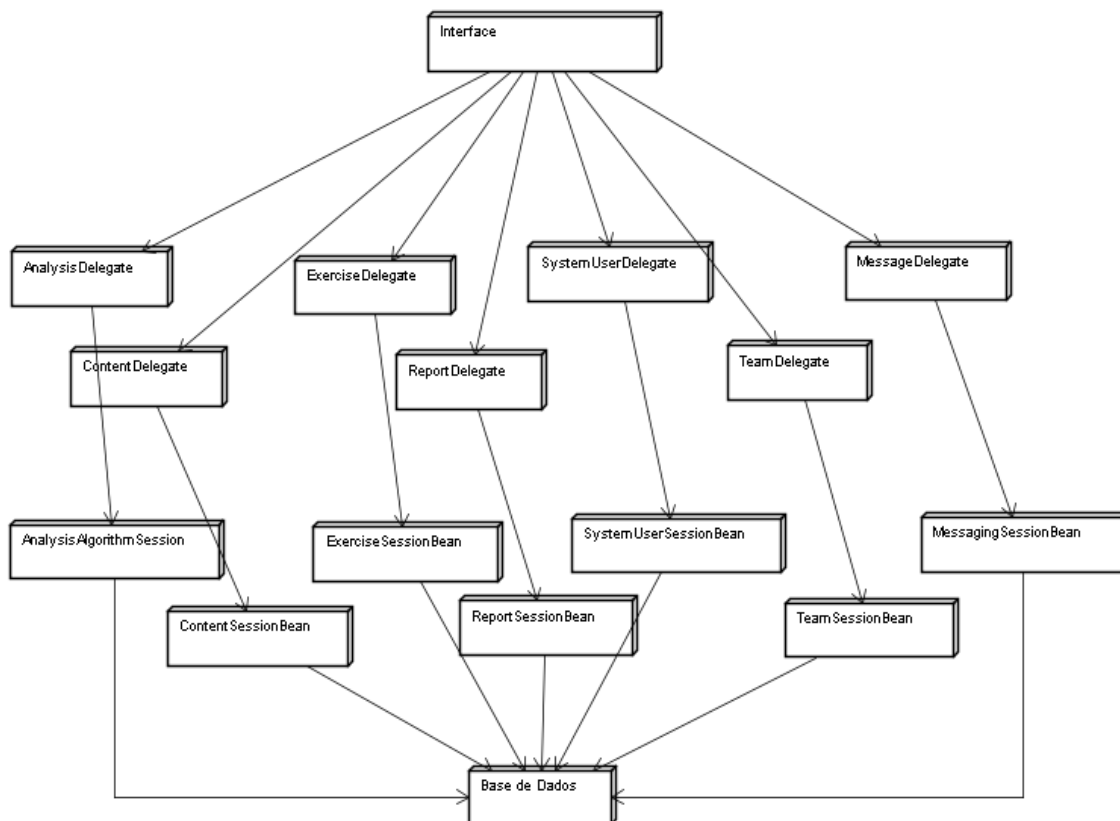 Interface
AnalysisDelegate
ExerciseDelegate
SystemUserDelegate
MessageDelegate
ContentDelegate
ReportDelegate
TeamDelegate
AnalysisAlgorithmSession
ExerciseSessionBean
SystemUserSessionBean
MessagingSessionBean
ContentSessionBean
ReportSessionBean
TeamSessionBean
Base de Dados